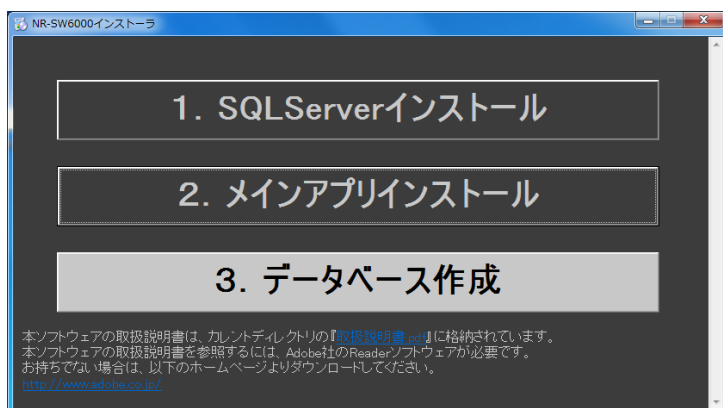 NR-SW6000インストーラ
1. SQLServerインストール
2. メインアプリインストール
3. データベース作成
本ソフトウェアの取扱説明書は、カレントディレクトリの『取扱説明書.pdf』に格納されています。
本ソフトウェアの取扱説明書を参照するには、Adobe社のReaderソフトウェアが必要です。
お持ちでない場合は、以下のホームページよりダウンロードしてください。
http://www.adobe.co.jp/